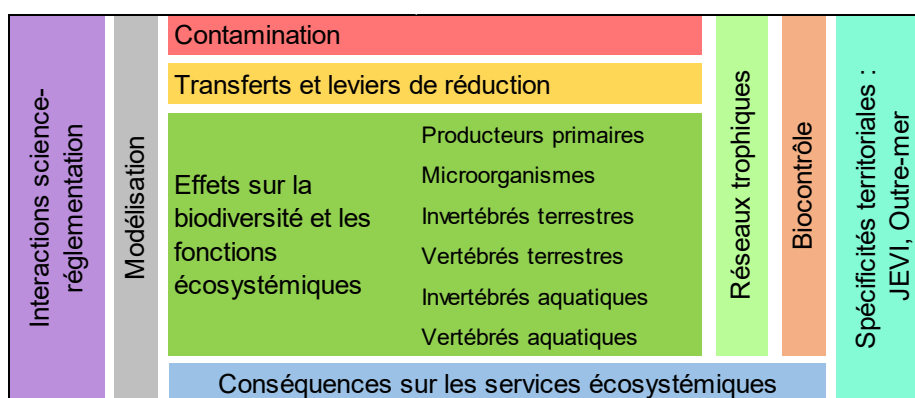 Interactions science-
réglementation
Modélisation
Contamination
Transferts et leviers de réduction
Effets sur la
biodiversité et les
fonctions
écosystémiques
Producteurs primaires
Microorganismes
Invertébrés terrestres
Vertébrés terrestres
Invertébrés aquatiques
Vertébrés aquatiques
Conséquences sur les services écosystémiques
Réseaux trophiques
Biocontrôle
Spécificités territoriales :
JEVI, Outre-mer